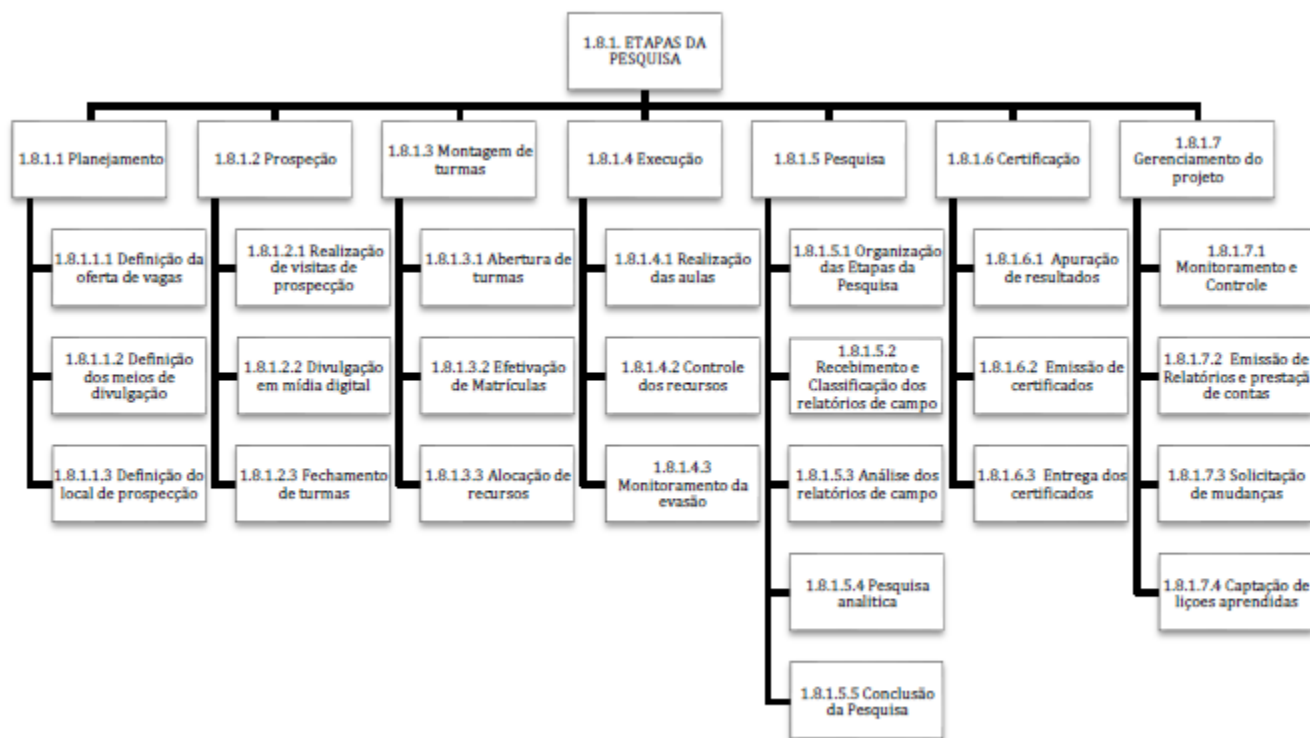 1.8.1. ETAPAS DA
PESQUISA
1.8.1.1 Planejamento
1.8.1.2 Prospeção
1.8.1.3 Montagem de
turmas
1.8.1.4 Execução
1.8.1.5 Pesquisa
1.8.1.6 Certificação
1.8.1.7
Gerenciamento do
projeto
1.8.1.1.1 Definição da
oferta de vagas
1.8.1.1.2 Definição
dos meios de
divulgação
1.8.1.1.3 Definição do
local de prospecção
1.8.1.2.1 Realização
de visitas de
prospecção
1.8.1.2.2 Divulgação
em mídia digital
1.8.1.2.3 Fechamento
de turmas
1.8.1.3.1 Abertura de
turmas
1.8.1.3.2 Efetivação
de Matrículas
1.8.1.3.3 Alocação de
recursos
1.8.1.4.1 Realização
das aulas
1.8.1.4.2 Controle
dos recursos
1.8.1.4.3
Monitoramento da
evasão
1.8.1.5.1 Organização
das Etapas da
Pesquisa
1.8.1.5.2
Recebimento e
Classificação dos
relatórios de campo
1.8.1.5.3 Análise dos
relatórios de campo
1.8.1.5.4 Pesquisa
analitica
1.8.1.5.5 Conclusão
da Pesquisa
1.8.1.6.1 Apuração
de resultados
1.8.1.6.2 Emissão de
certificados
1.8.1.6.3 Entrega dos
certificados
1.8.1.7.1
Monitoramento e
Controle
1.8.1.7.2 Emissão de
Relatórios e prestaçã
de contas
1.8.1.7.3 Solicitação
de mudanças
1.8.1.7.4 Captação de
liçoes aprendidas